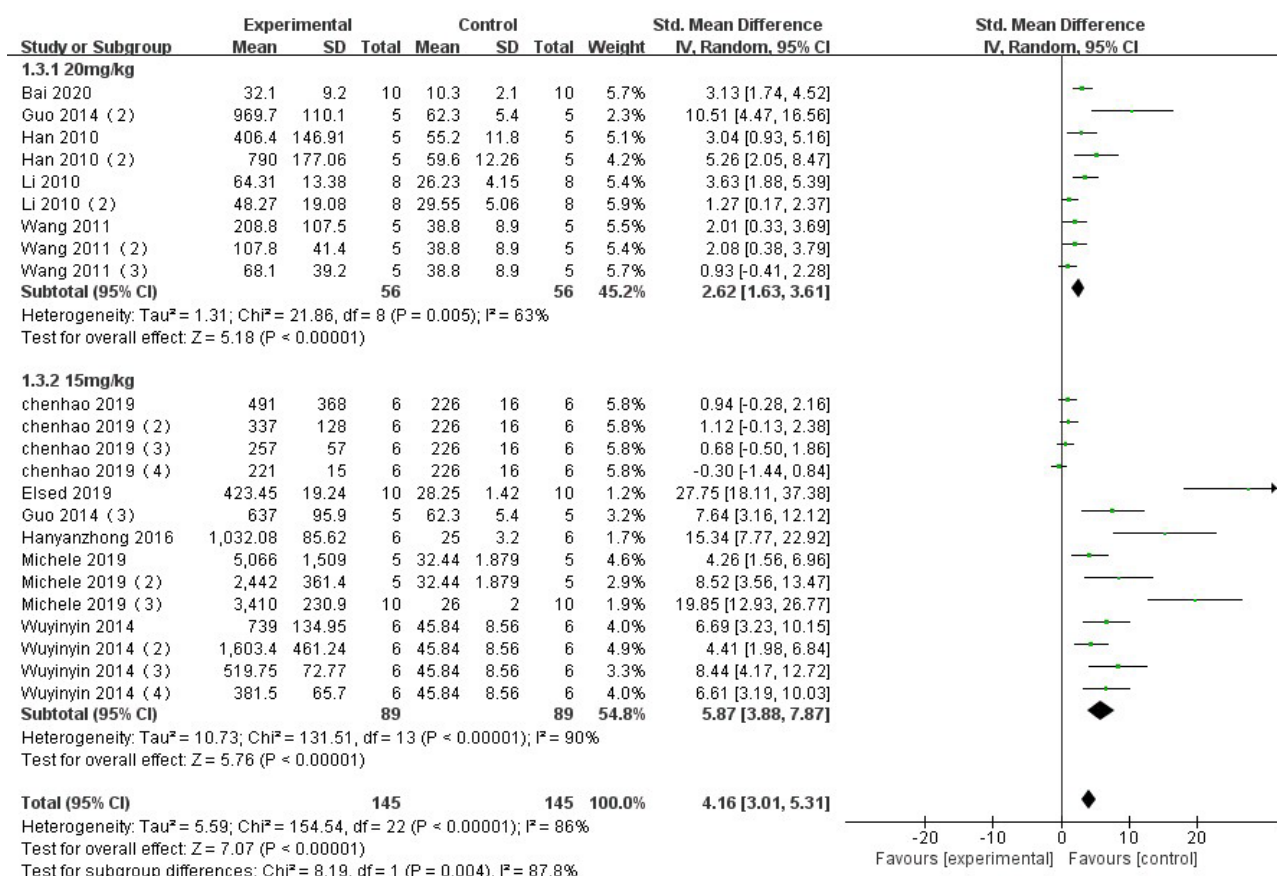 Experimental Control Std. Mean Difference Std. Mean Difference
Study or Subgroup Mean SD Total Mean SD Total Weight IV, Random, 95% CI IV, Random, 95% CI
1.3.1 20mg/kg
Bai 2020 32.1 9.2 10 10.3 2.1 10 5.7% 3.13 [1.74, 4.52]
Guo 2014 (2) 969.7 110.1 5 62.3 5.4 5 2.3% 10.51 [4.47, 16.56]
Han 2010 406.4 146.91 5 55.2 11.8 5 5.1% 3.04 [0.93, 5.16]
Han 2010 (2) 790 177.06 5 59.6 12.26 5 4.2% 5.26 [2.05, 8.47]
Li 2010 64.31 13.38 8 26.23 4.15 8 5.4% 3.63 [1.88, 5.39]
Li 2010 (2) 48.27 19.08 8 29.55 5.06 8 5.9% 1.27 [0.17, 2.37]
Wang 2011 208.8 107.5 5 38.8 8.9 5 5.5% 2.01 [0.33, 3.69]
Wang 2011 (2) 107.8 41.4 5 38.8 8.9 5 5.4% 2.08 [0.38, 3.79]
Wang 2011 (3) 68.1 39.2 5 38.8 8.9 5 5.7% 0.93 [-0.41, 2.28]
Subtotal (95% CI) 56 56 45.2% 2.62 [1.63, 3.61]
Heterogeneity: Tau² = 1.31; Chi² = 21.86, df = 8 (P = 0.005); I² = 63%
Test for overall effect: Z = 5.18 (P < 0.00001)
1.3.2 15mg/kg
chenhao 2019 491 368 6 226 16 6 5.8% 0.94 [-0.28, 2.16]
chenhao 2019 (2) 337 128 6 226 16 6 5.8% 1.12 [-0.13, 2.38]
chenhao 2019 (3) 257 57 6 226 16 6 5.8% 0.68 [-0.50, 1.86]
chenhao 2019 (4) 221 15 6 226 16 6 5.8% -0.30 [-1.44, 0.84]
Elsed 2019 423.45 19.24 10 28.25 1.42 10 1.2% 27.75 [18.11, 37.38]
Guo 2014 (3) 637 95.9 5 62.3 5.4 5 3.2% 7.64 [3.16, 12.12]
Hanyanzhong 2016 1,032.08 85.62 6 25 3.2 6 1.7% 15.34 [7.77, 22.92]
Michele 2019 5,066 1,509 5 32.44 1.879 5 4.6% 4.26 [1.56, 6.96]
Michele 2019 (2) 2,442 361.4 5 32.44 1.879 5 2.9% 8.52 [3.56, 13.47]
Michele 2019 (3) 3,410 230.9 10 26 2 10 1.9% 19.85 [12.93, 26.77]
Wuyinyin 2014 739 134.95 6 45.84 8.56 6 4.0% 6.69 [3.23, 10.15]
Wuyinyin 2014 (2) 1,603.4 461.24 6 45.84 8.56 6 4.9% 4.41 [1.98, 6.84]
Wuyinyin 2014 (3) 519.75 72.77 6 45.84 8.56 6 3.3% 8.44 [4.17, 12.72]
Wuyinyin 2014 (4) 381.5 65.7 6 45.84 8.56 6 4.0% 6.61 [3.19, 10.03]
Subtotal (95% CI) 89 89 54.8% 5.87 [3.88, 7.87]
Heterogeneity: Tau² = 10.73; Chi² = 131.51, df = 13 (P < 0.00001); I² = 90%
Test for overall effect: Z = 5.76 (P < 0.00001)
Total (95% CI) 145 145 100.0% 4.16 [3.01, 5.31]
Heterogeneity: Tau² = 5.59; Chi² = 154.54, df = 22 (P < 0.00001); I² = 86%
Test for overall effect: Z = 7.07 (P < 0.00001)
Test for subgroup differences: Chi² = 8.19, df = 1 (P = 0.004), I² = 87.8%
-20 -10 0 10 20
Favours [experimental] Favours [control]